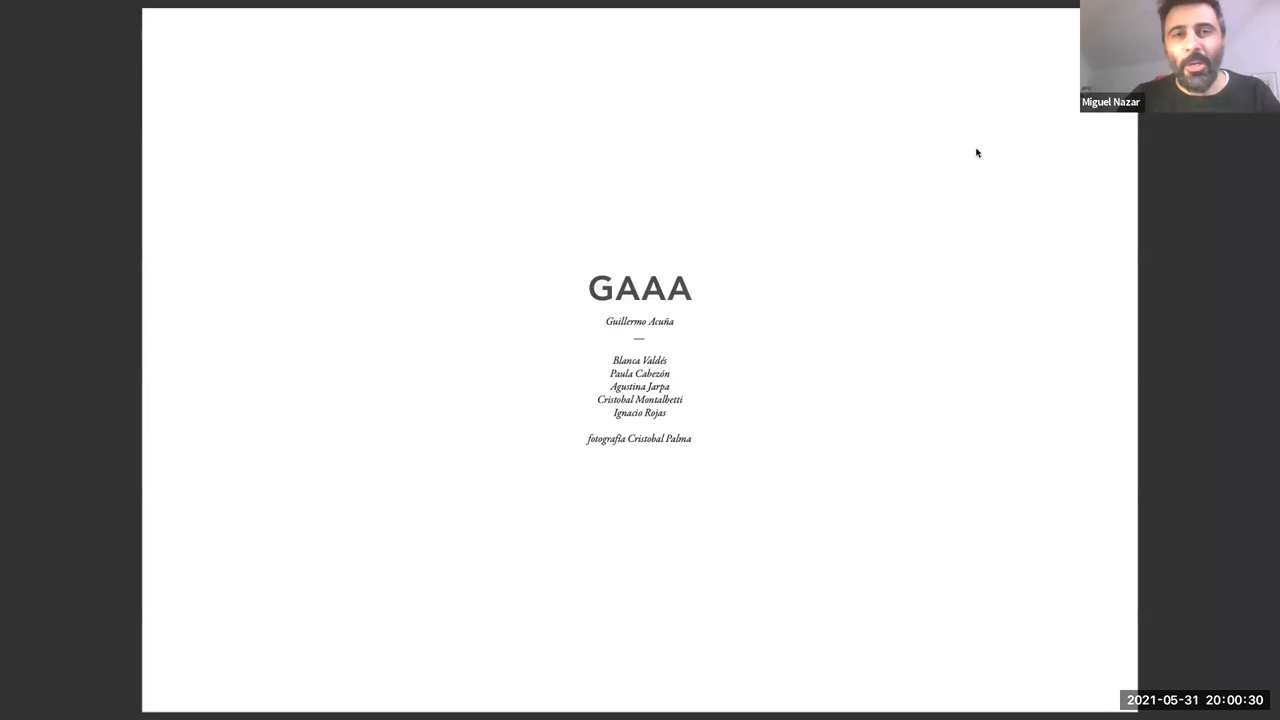 Miguel Nazar
GAAA
Guillermo Acuña
—
Blanca Valdés
Paula Cabezón
Agustina Jarpa
Cristobal Montalbetti
Ignacio Rojas
fotografía Cristobal Palma
2021-05-31 20:00:30